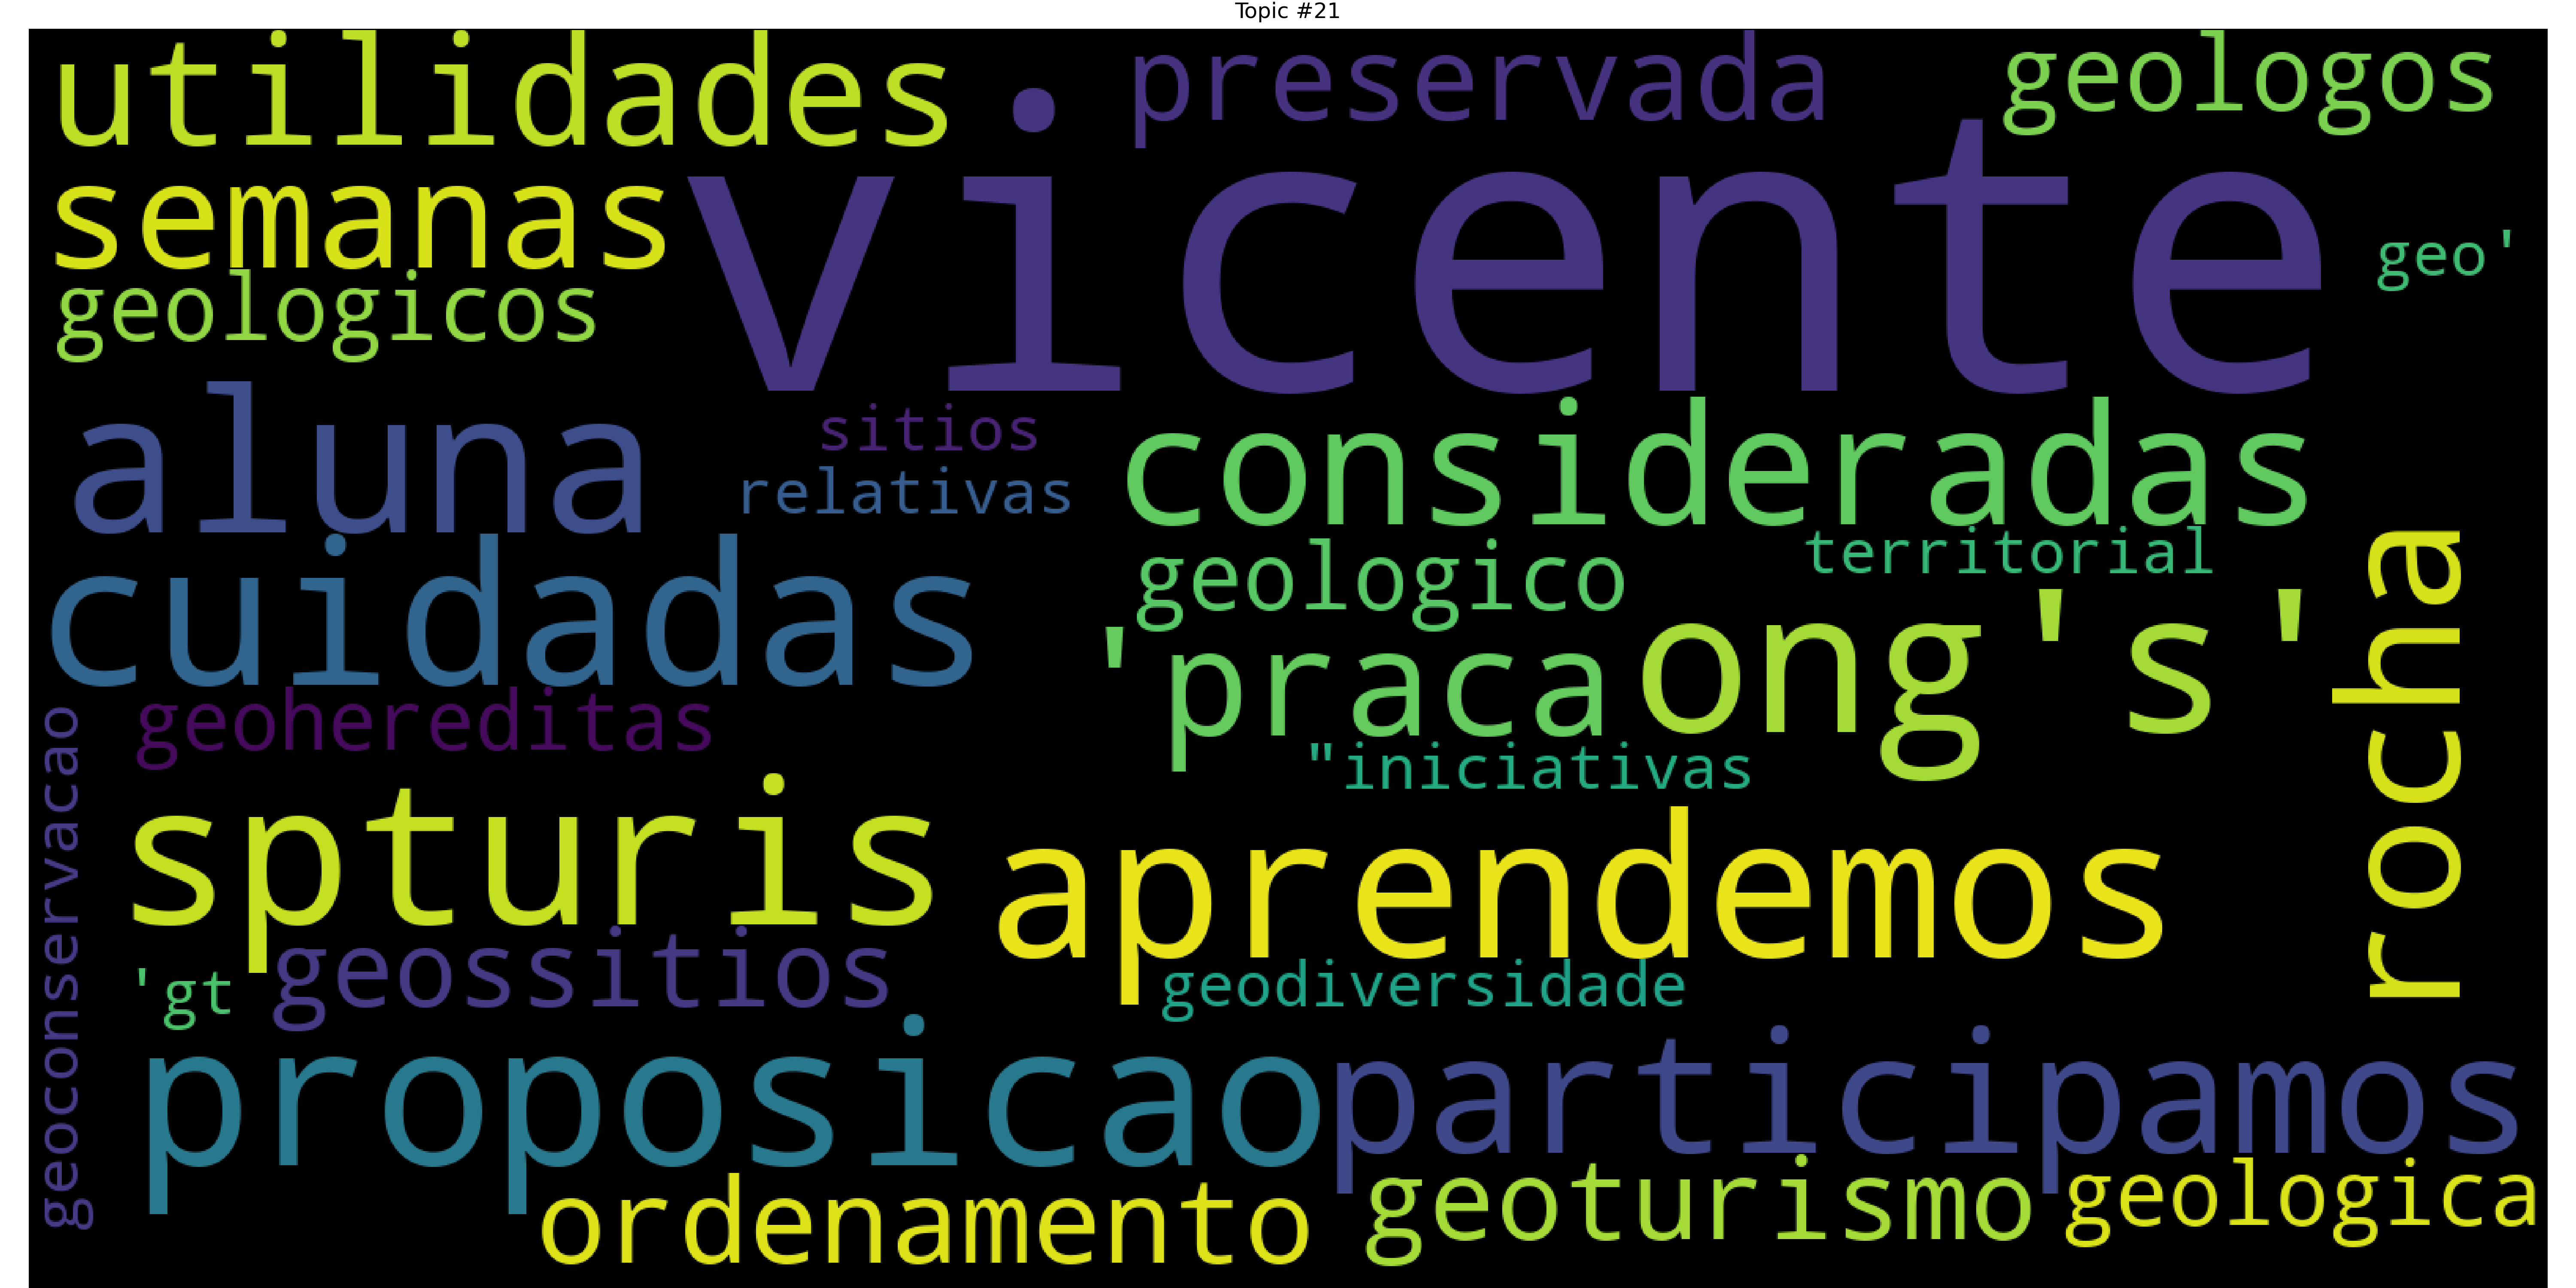 Topic #21
utilidades
preservada
geologos
semanas
vicente
geo'
geologicos
aluna
sitios
relativas
consideradas
cuidadas
geologico
territorial
'praca
ong's'
rocha
geohereditas
"iniciativas
geoconservacao
spturis
aprendemos
'gt
geossitios
geodiversidade
proposicao
participamos
ordenamento
geoturismo
geologica